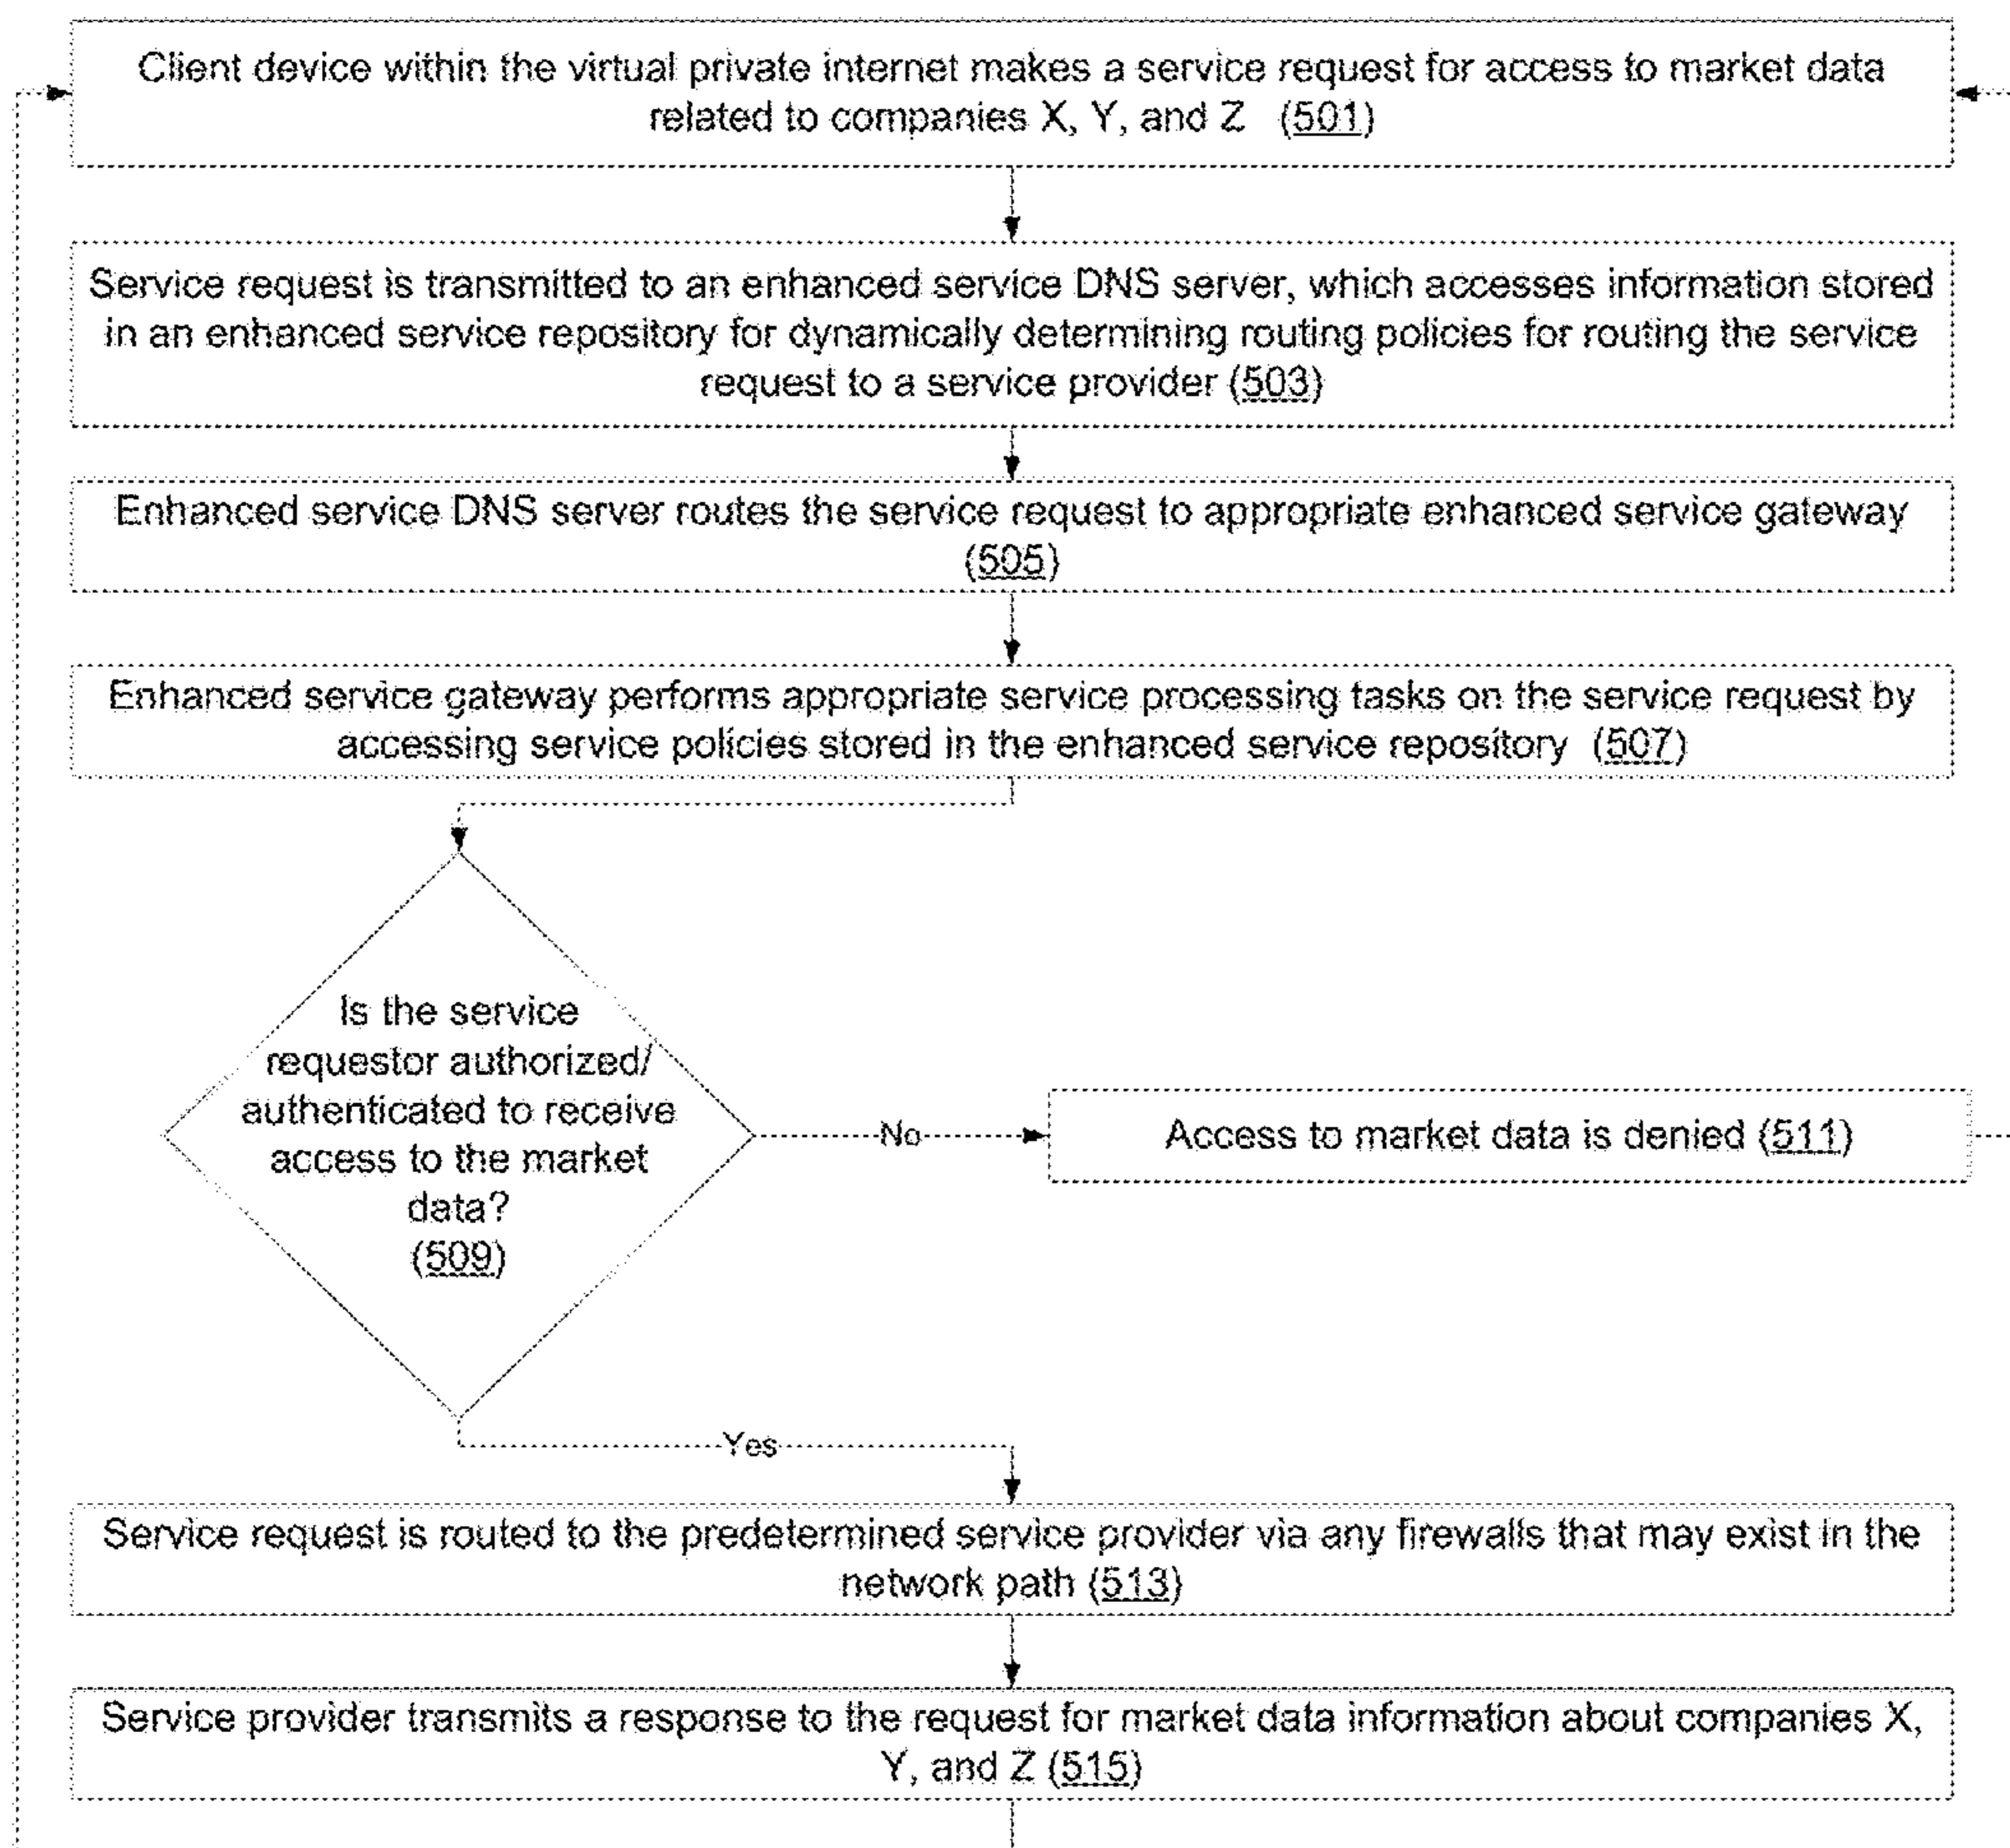 Client device within the virtual private internet makes a service request for access to market data
related to companies X, Y, and Z (501)
Service request is transmitted to an enhanced service DNS server, which accesses information stored
in an enhanced service repository for dynamically determining routing policies for routing the service
request to a service provider (503)
Enhanced service DNS server routes the service request to appropriate enhanced service gateway
(505)
Enhanced service gateway performs appropriate service processing tasks on the service request by
accessing service policies stored in the enhanced service repository (507)
Is the service
requestor authorized/
authenticated to receive
access to the market
data?
(509)
No
Access to market data is denied (511)
Yes
Service request is routed to the predetermined service provider via any firewalls that may exist in the
network path (513)
Service provider transmits a response to the request for market data information about companies X,
Y, and Z (515)